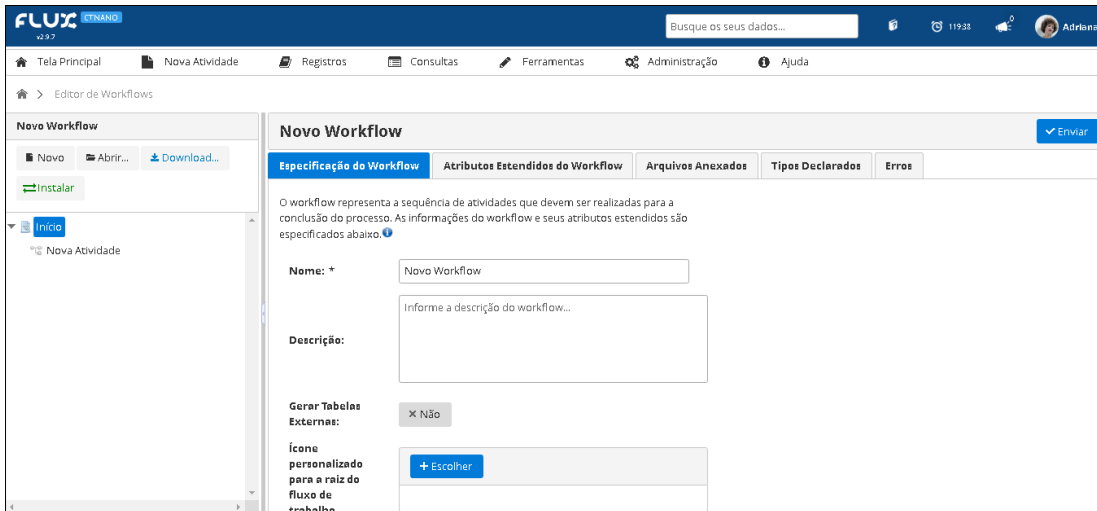 FLUX CTNANO
v2.9.7
Busque os seus dados...
119:38
0
Adriana
Tela Principal
Nova Atividade
Registros
Consultas
Ferramentas
Administração
Ajuda
Editor de Workflows
Novo Workflow
Novo
Abrir...
Download...
Instalar
Início
Nova Atividade
Novo Workflow
Enviar
Especificação do Workflow
Atributos Estendidos do Workflow
Arquivos Anexados
Tipos Declarados
Erros
O workflow representa a sequência de atividades que devem ser realizadas para a
conclusão do processo. As informações do workflow e seus atributos estendidos são
especificados abaixo.
Nome: *
Novo Workflow
Descrição:
Informe a descrição do workflow...
Gerar Tabelas
Externas:
Não
Ícone
personalizado
para a raiz do
fluxo de
trabalho
Escolher